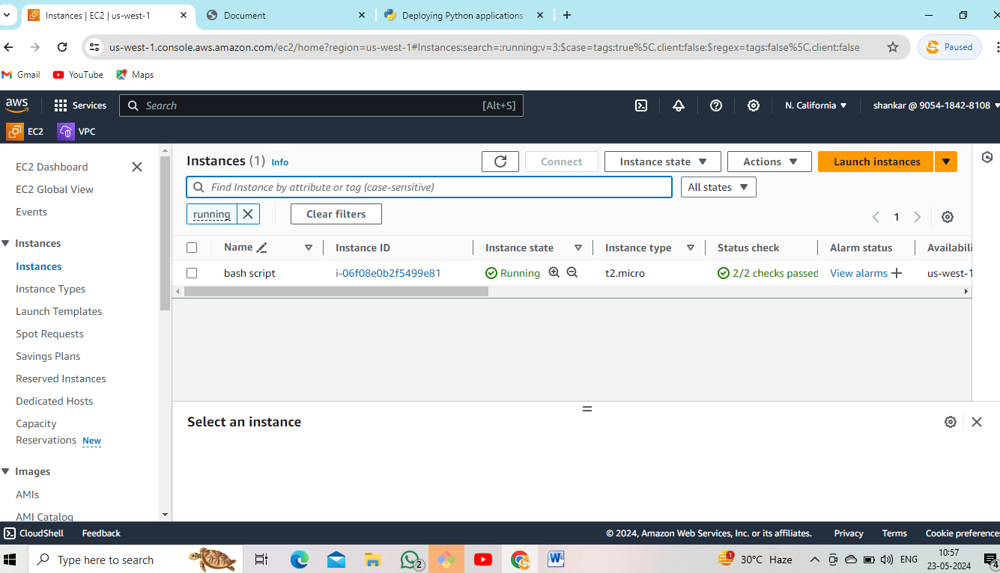 Instances | EC2 | us-west-1
Document
Deploying Python applications
us-west-1.console.aws.amazon.com/ec2/home?region=us-west-1#Instances:search=:running;v=3;$case=tags:true%5C,client:false;$regex=tags:false%5C,client:false
Paused
Gmail
YouTube
Maps
aws
Services
Search
[Alt+S]
N. California
shankar @ 9054-1842-8108
EC2
VPC
EC2 Dashboard
EC2 Global View
Events
Instances
Instances
Instance Types
Launch Templates
Spot Requests
Savings Plans
Reserved Instances
Dedicated Hosts
Capacity
Reservations New
Images
AMIs
AMI Catalog
Instances (1) Info
Connect
Instance state
Actions
Launch instances
Find Instance by attribute or tag (case-sensitive)
All states
running
Clear filters
1
Name
Instance ID
Instance state
Instance type
Status check
Alarm status
Availabili
bash script
i-06f08e0b2f5499e81
Running
t2.micro
2/2 checks passed
View alarms
us-west-1
Select an instance
CloudShell
Feedback
© 2024, Amazon Web Services, Inc. or its affiliates.
Privacy
Terms
Cookie preferences
Type here to search
2
1
30°C Haze
ENG
10:57
23-05-2024
4